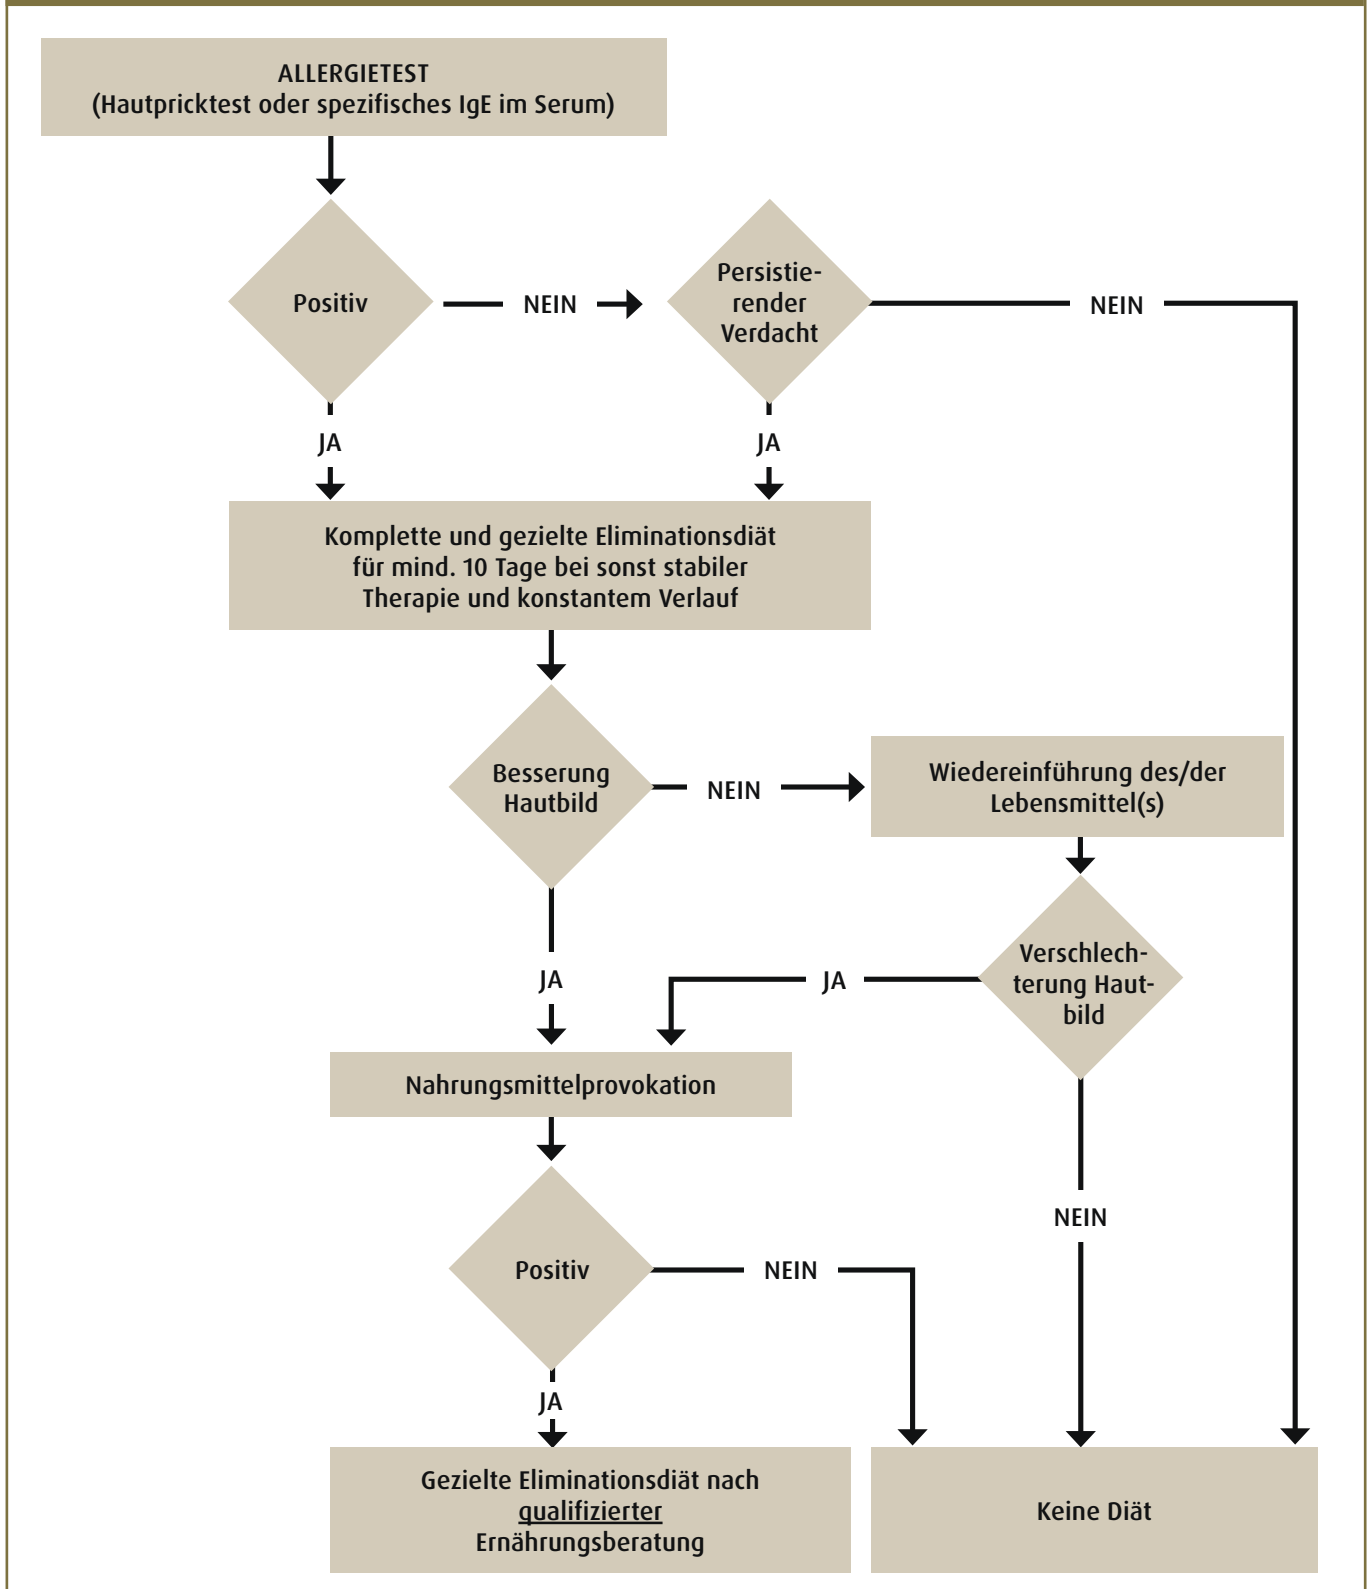 ALLERGIETEST
(Hautpricktest oder spezifisches IgE im Serum)
Positiv
NEIN
Persistie-
render
Verdacht
NEIN
JA
JA
Komplette und gezielte Eliminationsdiät
für mind. 10 Tage bei sonst stabiler
Therapie und konstantem Verlauf
Besserung
Hautbild
NEIN
Wiedereinführung des/der
Lebensmittel(s)
Verschlech-
terung Haut-
bild
JA
JA
Nahrungsmittelprovokation
NEIN
Positiv
NEIN
JA
Gezielte Eliminationsdiät nach
qualifizierter
Ernährungsberatung
Keine Diät